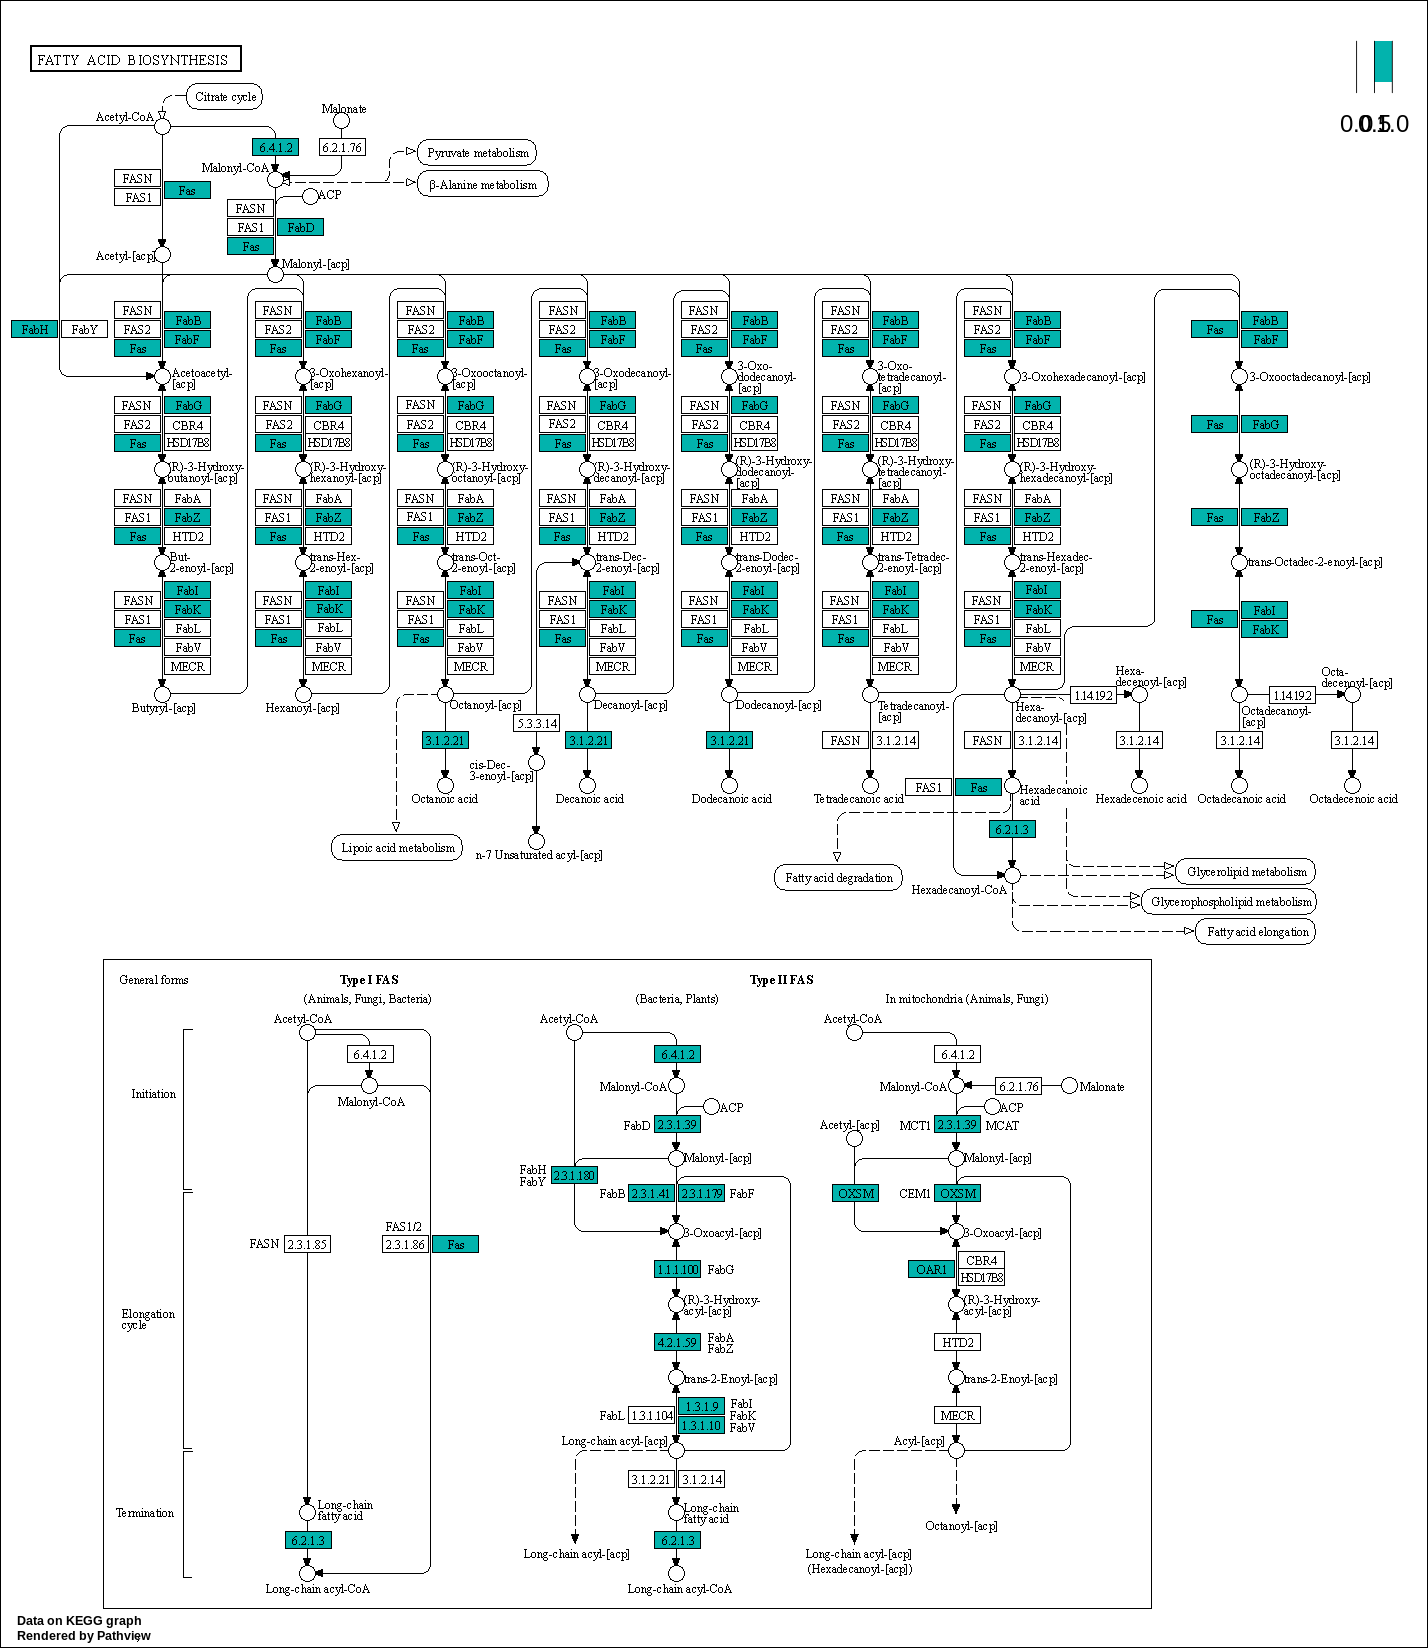 FATTY ACID BIOSYNTHESIS
Citrate cycle
Acetyl-CoA
Malonate
6.4.1.2
6.2.1.76
Pyruvate metabolism
Malonyl-CoA
β-Alanine metabolism
FASN
FAS1
Fas
ACP
FASN
FAS1
FabD
Fas
Acetyl-[acp]
Malonyl-[acp]
FabH
FabY
FASN
FAS2
Fas
FabB
FabF
FASN
FAS2
Fas
FabB
FabF
FASN
FAS2
Fas
FabB
FabF
FASN
FAS2
Fas
FabB
FabF
FASN
FAS2
Fas
FabB
FabF
FASN
FAS2
Fas
FabB
FabF
FASN
FAS2
Fas
FabB
FabF
Fas
FabB
FabF
Acetoacetyl-
[acp]
3-Oxohexanoyl-
[acp]
3-Oxooctanoyl-
[acp]
3-Oxodecanoyl-
[acp]
3-Oxo-
dodecanoyl-
[acp]
3-Oxo-
tetradecanoyl-
[acp]
3-Oxohexadecanoyl-[acp]
3-Oxooctadecanoyl-[acp]
FASN
FAS2
Fas
FabG
CBR4
HSD17B8
FASN
FAS2
Fas
FabG
CBR4
HSD17B8
FASN
FAS2
Fas
FabG
CBR4
HSD17B8
FASN
FAS2
Fas
FabG
CBR4
HSD17B8
FASN
FAS2
Fas
FabG
CBR4
HSD17B8
FASN
FAS2
Fas
FabG
CBR4
HSD17B8
FASN
FAS2
Fas
FabG
CBR4
HSD17B8
Fas
FabG
(R)-3-Hydroxy-
butanoyl-[acp]
(R)-3-Hydroxy-
hexanoyl-[acp]
(R)-3-Hydroxy-
octanoyl-[acp]
(R)-3-Hydroxy-
decanoyl-[acp]
(R)-3-Hydroxy-
dodecanoyl-
[acp]
(R)-3-Hydroxy-
tetradecanoyl-
[acp]
(R)-3-Hydroxy-
hexadecanoyl-[acp]
(R)-3-Hydroxy-
octadecanoyl-[acp]
FASN
FAS1
Fas
FabA
FabZ
HTD2
FASN
FAS1
Fas
FabA
FabZ
HTD2
FASN
FAS1
Fas
FabA
FabZ
HTD2
FASN
FAS1
Fas
FabA
FabZ
HTD2
FASN
FAS1
Fas
FabA
FabZ
HTD2
FASN
FAS1
Fas
FabA
FabZ
HTD2
FASN
FAS1
Fas
FabA
FabZ
HTD2
Fas
FabZ
But-
2-enoyl-[acp]
trans-Hex-
2-enoyl-[acp]
trans-Oct-
2-enoyl-[acp]
trans-Dec-
2-enoyl-[acp]
trans-Dodec-
2-enoyl-[acp]
trans-Tetradec-
2-enoyl-[acp]
trans-Hexadec-
2-enoyl-[acp]
trans-Octadec-2-enoyl-[acp]
FASN
FAS1
Fas
FabI
FabK
FabL
FabV
MECR
FASN
FAS1
Fas
FabI
FabK
FabL
FabV
MECR
FASN
FAS1
Fas
FabI
FabK
FabL
FabV
MECR
FASN
FAS1
Fas
FabI
FabK
FabL
FabV
MECR
FASN
FAS1
Fas
FabI
FabK
FabL
FabV
MECR
FASN
FAS1
Fas
FabI
FabK
FabL
FabV
MECR
FASN
FAS1
Fas
FabI
FabK
FabL
FabV
MECR
Fas
FabI
FabK
Butyryl-[acp]
Hexanoyl-[acp]
Octanoyl-[acp]
Decanoyl-[acp]
Dodecanoyl-[acp]
Tetradecanoyl-
[acp]
Hexa-
decanoyl-[acp]
1.14.19.2
Hexa-
decenoyl-[acp]
Octadecanoyl-
[acp]
1.14.19.2
Octa-
decenoyl-[acp]
5.3.3.14
3.1.2.21
3.1.2.21
3.1.2.21
FASN
3.1.2.14
FASN
3.1.2.14
3.1.2.14
3.1.2.14
3.1.2.14
cis-Dec-
3-enoyl-[acp]
Octanoic acid
Decanoic acid
Dodecanoic acid
Tetradecanoic acid
FAS1
Fas
Hexadecanoic
acid
Hexadecenoic acid
Octadecanoic acid
Octadecenoic acid
6.2.1.3
Lipoic acid metabolism
n-7 Unsaturated acyl-[acp]
Fatty acid degradation
Hexadecanoyl-CoA
Glycerolipid metabolism
Glycerophospholipid metabolism
Fatty acid elongation
General forms
Type I FAS
(Animals, Fungi, Bacteria)
Type II FAS
(Bacteria, Plants)
In mitochondria (Animals, Fungi)
Initiation
Elongation
cycle
Termination
Acetyl-CoA
6.4.1.2
Malonyl-CoA
FASN
2.3.1.85
FAS1/2
2.3.1.86
Fas
Long-chain
fatty acid
6.2.1.3
Long-chain acyl-CoA
Acetyl-CoA
6.4.1.2
Malonyl-CoA
ACP
FabD
2.3.1.39
Malonyl-[acp]
FabH
FabY
2.3.1.180
FabB
2.3.1.41
2.3.1.179
FabF
3-Oxoacyl-[acp]
1.1.1.100
FabG
(R)-3-Hydroxy-
acyl-[acp]
4.2.1.59
FabA
FabZ
trans-2-Enoyl-[acp]
FabL
1.3.1.104
1.3.1.9
1.3.1.10
FabI
FabK
FabV
Long-chain acyl-[acp]
3.1.2.21
3.1.2.14
Long-chain
fatty acid
6.2.1.3
Long-chain acyl-[acp]
Long-chain acyl-CoA
Acetyl-CoA
6.4.1.2
Malonyl-CoA
6.2.1.76
Malonate
ACP
MCT1
2.3.1.39
MCAT
Acetyl-[acp]
Malonyl-[acp]
OXSM
CEM1
OXSM
3-Oxoacyl-[acp]
OAR1
CBR4
HSD17B8
(R)-3-Hydroxy-
acyl-[acp]
HTD2
trans-2-Enoyl-[acp]
MECR
Acyl-[acp]
Octanoyl-[acp]
Long-chain acyl-[acp]
(Hexadecanoyl-[acp])
Data on KEGG graph
Rendered by Pathview